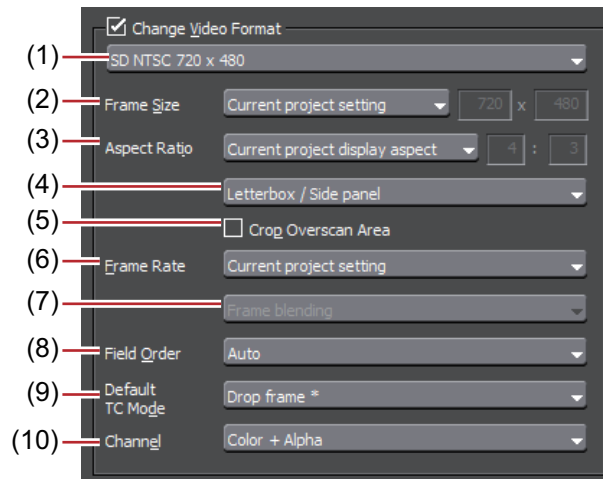 Change Video Format
(1) SD NTSC 720 x 480
(2) Frame Size Current project setting 720 x 480
(3) Aspect Ratio Current project display aspect 4 : 3
(4) Letterbox / Side panel
(5) Crop Overscan Area
(6) Frame Rate Current project setting
(7) Frame blending
(8) Field Order Auto
(9) Default TC Mode Drop frame *
(10) Channel Color + Alpha